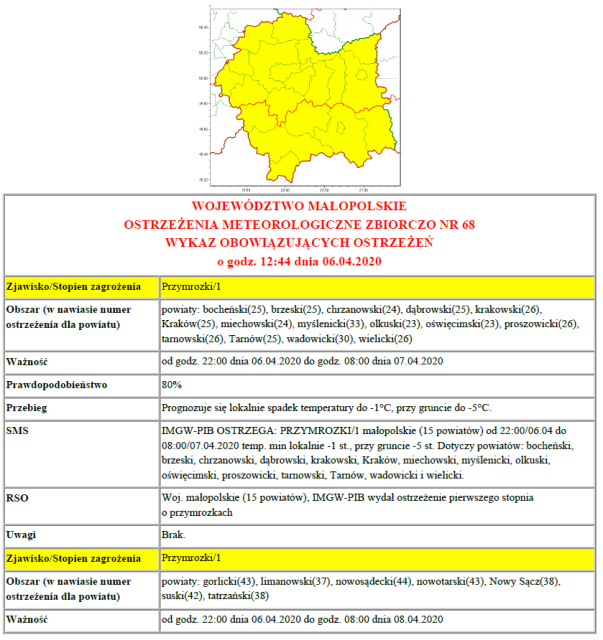 WOJEWÓDZTWO MAŁOPOLSKIE
OSTRZEŻENIA METEOROLOGICZNE ZBIORCZO NR 68
WYKAZ OBOWIĄZUJĄCYCH OSTRZEŻEŃ
o godz. 12:44 dnia 06.04.2020
Zjawisko/Stopien zagrożenia Przymrozki/1
Obszar (w nawiasie numer ostrzeżenia dla powiatu)
powiaty: bocheński(25), brzeski(25), chrzanowski(24), dąbrowski(25), krakowski(26),
Kraków(25), miechowski(24), myślenicki(33), olkuski(23), oświęcimski(23), proszowicki(26),
tarnowski(26), Tarnów(25), wadowicki(30), wielicki(26)
Ważność od godz. 22:00 dnia 06.04.2020 do godz. 08:00 dnia 07.04.2020
Prawdopodobieństwo 80%
Przebieg Prognozuje się lokalnie spadek temperatury do -1°C, przy gruncie do -5°C.
SMS IMGW-PIB OSTRZEGA: PRZYMROZKI/1 małopolskie (15 powiatów) od 22:00/06.04 do
08:00/07.04.2020 temp. min lokalnie -1 st., przy gruncie -5 st. Dotyczy powiatów: bocheński,
brzeski, chrzanowski, dąbrowski, krakowski, Kraków, miechowski, myślenicki, olkuski,
oświęcimski, proszowicki, tarnowski, Tarnów, wadowicki i wielicki.
RSO Woj. małopolskie (15 powiatów), IMGW-PIB wydał ostrzeżenie pierwszego stopnia
o przymrozkach
Uwagi Brak.
Zjawisko/Stopien zagrożenia Przymrozki/1
Obszar (w nawiasie numer ostrzeżenia dla powiatu)
powiaty: gorlicki(43), limanowski(37), nowosądecki(44), nowotarski(43), Nowy Sącz(38),
suski(42), tatrzański(38)
Ważność od godz. 22:00 dnia 06.04.2020 do godz. 08:00 dnia 08.04.2020